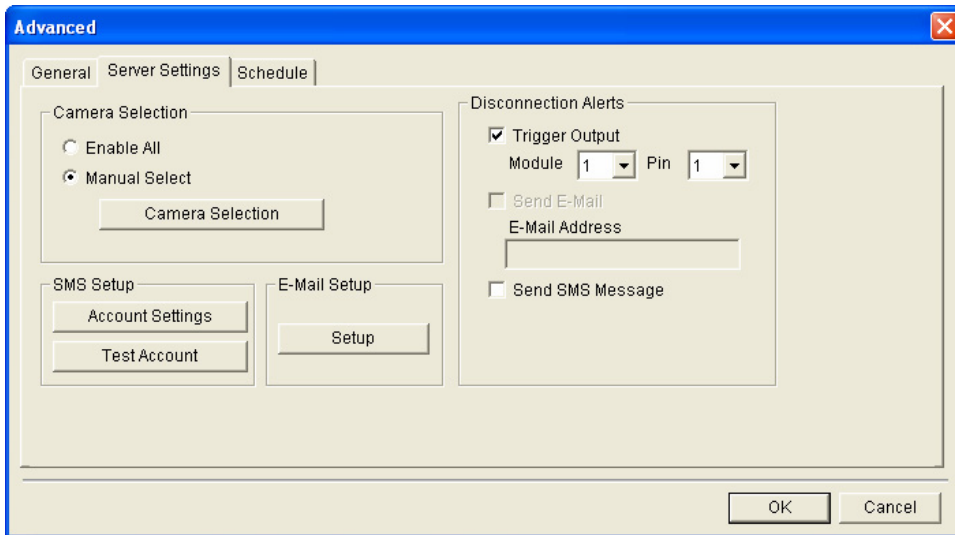 Advanced
General Server Settings Schedule
Camera Selection
Enable All
Manual Select
Camera Selection
SMS Setup
Account Settings
Test Account
E-Mail Setup
Setup
Disconnection Alerts
Trigger Output
Module 1 Pin 1
Send E-Mail
E-Mail Address
Send SMS Message
OK Cancel